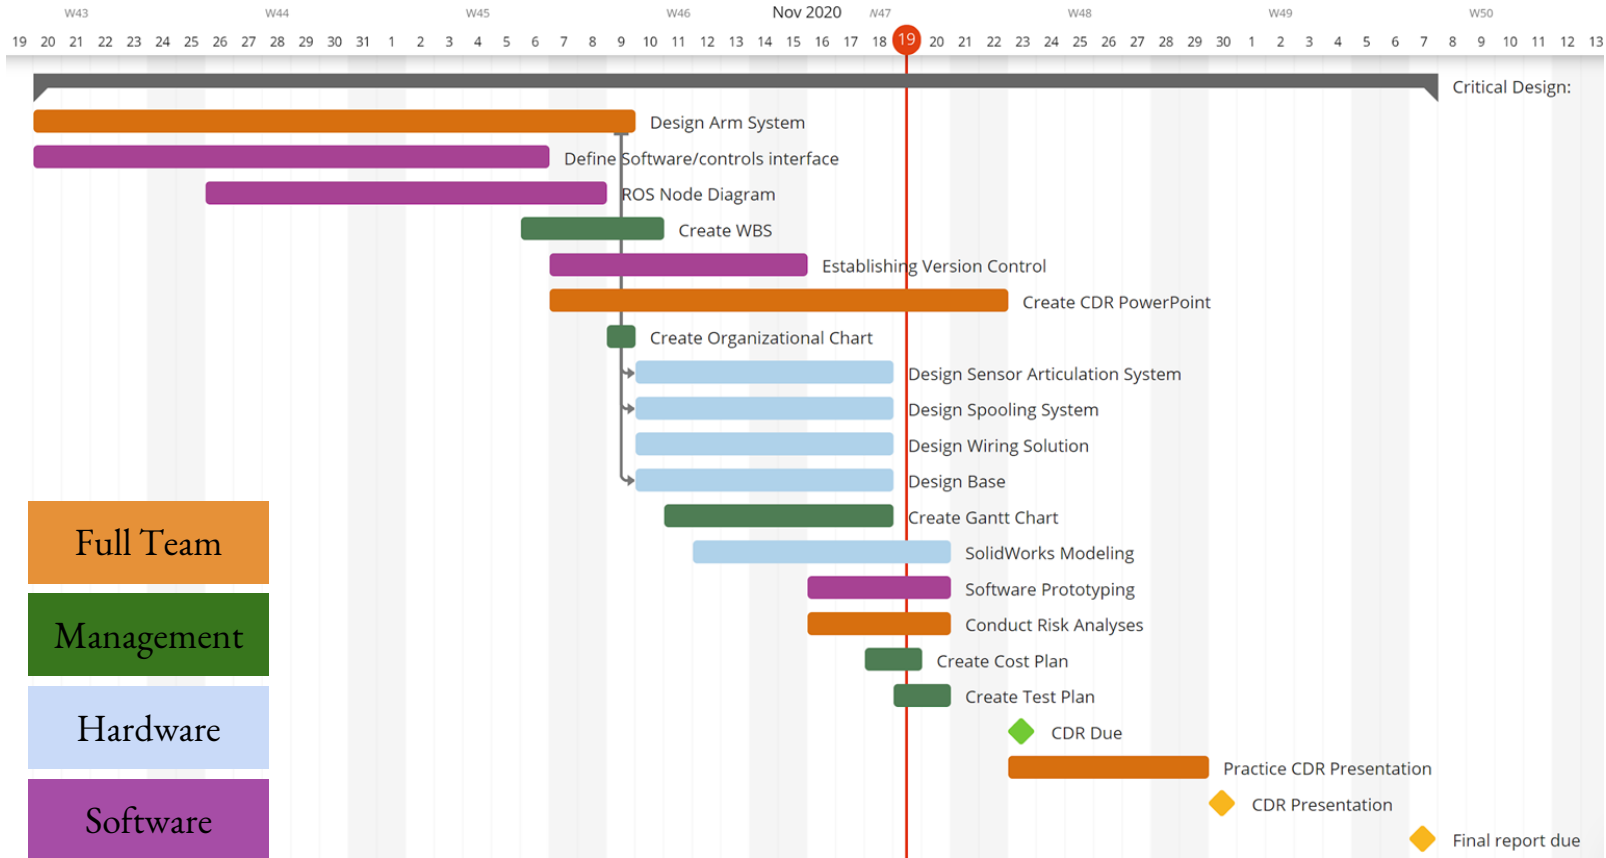 W43 W44 W45 W46 Nov 2020 W47 W48 W49 W50
19 20 21 22 23 24 25 26 27 28 29 30 31 1 2 3 4 5 6 7 8 9 10 11 12 13 14 15 16 17 18 19 20 21 22 23 24 25 26 27 28 29 30 1 2 3 4 5 6 7 8 9 10 11 12 13
Critical Design:
Design Arm System
Define Software/controls interface
ROS Node Diagram
Create WBS
Establishing Version Control
Create CDR PowerPoint
Create Organizational Chart
Design Sensor Articulation System
Design Spooling System
Design Wiring Solution
Design Base
Create Gantt Chart
SolidWorks Modeling
Software Prototyping
Conduct Risk Analyses
Create Cost Plan
Create Test Plan
CDR Due
Practice CDR Presentation
CDR Presentation
Final report due
Full Team
Management
Hardware
Software